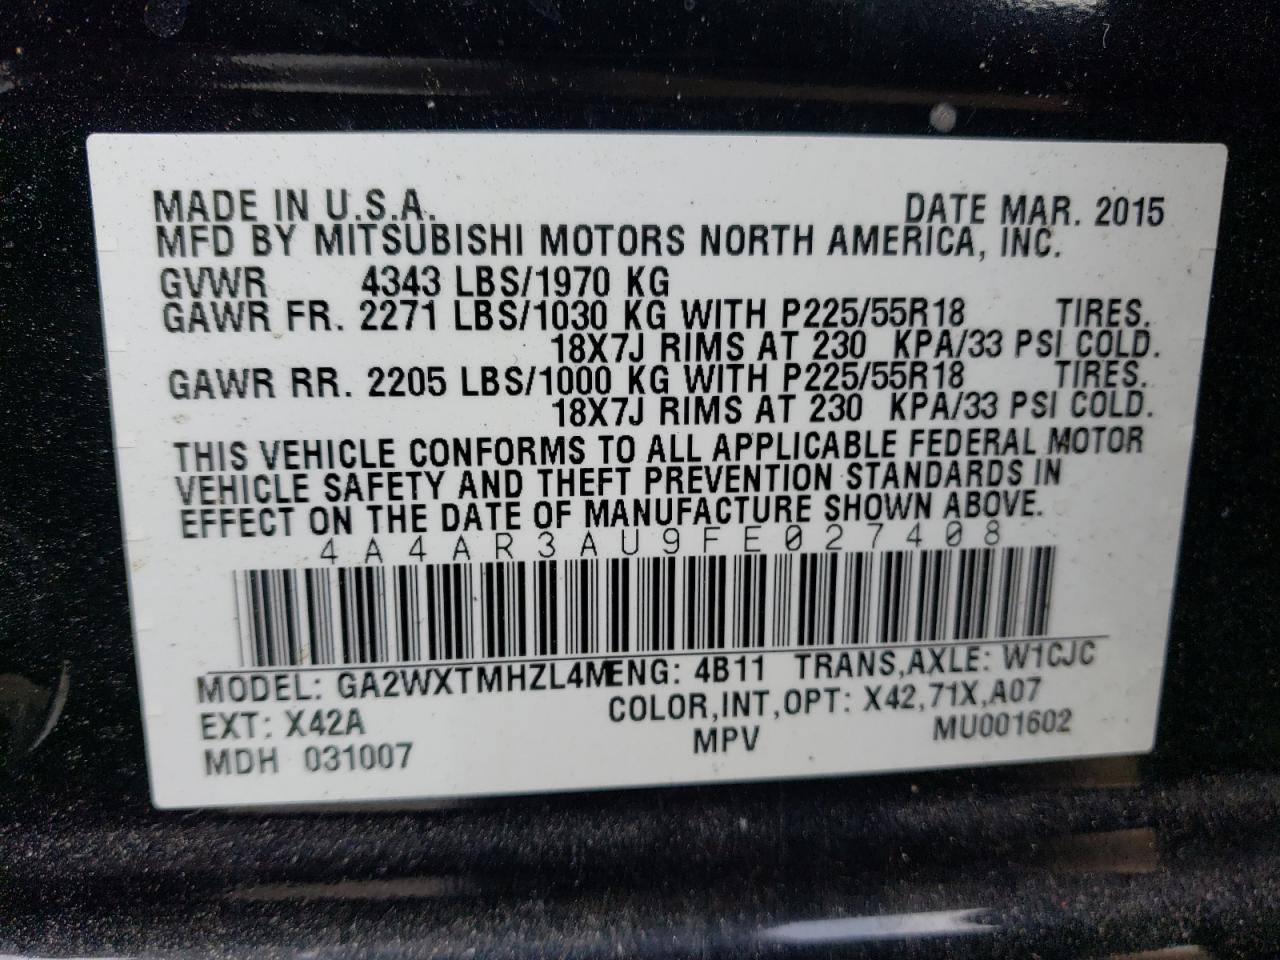 MADE IN U.S.A. DATE MAR. 2015
MFD BY MITSUBISHI MOTORS NORTH AMERICA, INC.
GVWR 4343 LBS/1970 KG
GAWR FR. 2271 LBS/1030 KG WITH P225/55R18 TIRES.
18X7J RIMS AT 230 KPA/33 PSI COLD.
GAWR RR. 2205 LBS/1000 KG WITH P225/55R18 TIRES.
18X7J RIMS AT 230 KPA/33 PSI COLD.
THIS VEHICLE CONFORMS TO ALL APPLICABLE FEDERAL MOTOR
VEHICLE SAFETY AND THEFT PREVENTION STANDARDS IN
EFFECT ON THE DATE OF MANUFACTURE SHOWN ABOVE.
4A4AR3AU9FE027408
MODEL: GA2WXTMHZL4M ENG: 4B11 TRANS,AXLE: W1CJC
EXT: X42A COLOR,INT,OPT: X42,71X,A07
MDH 031007 MPV MU001602